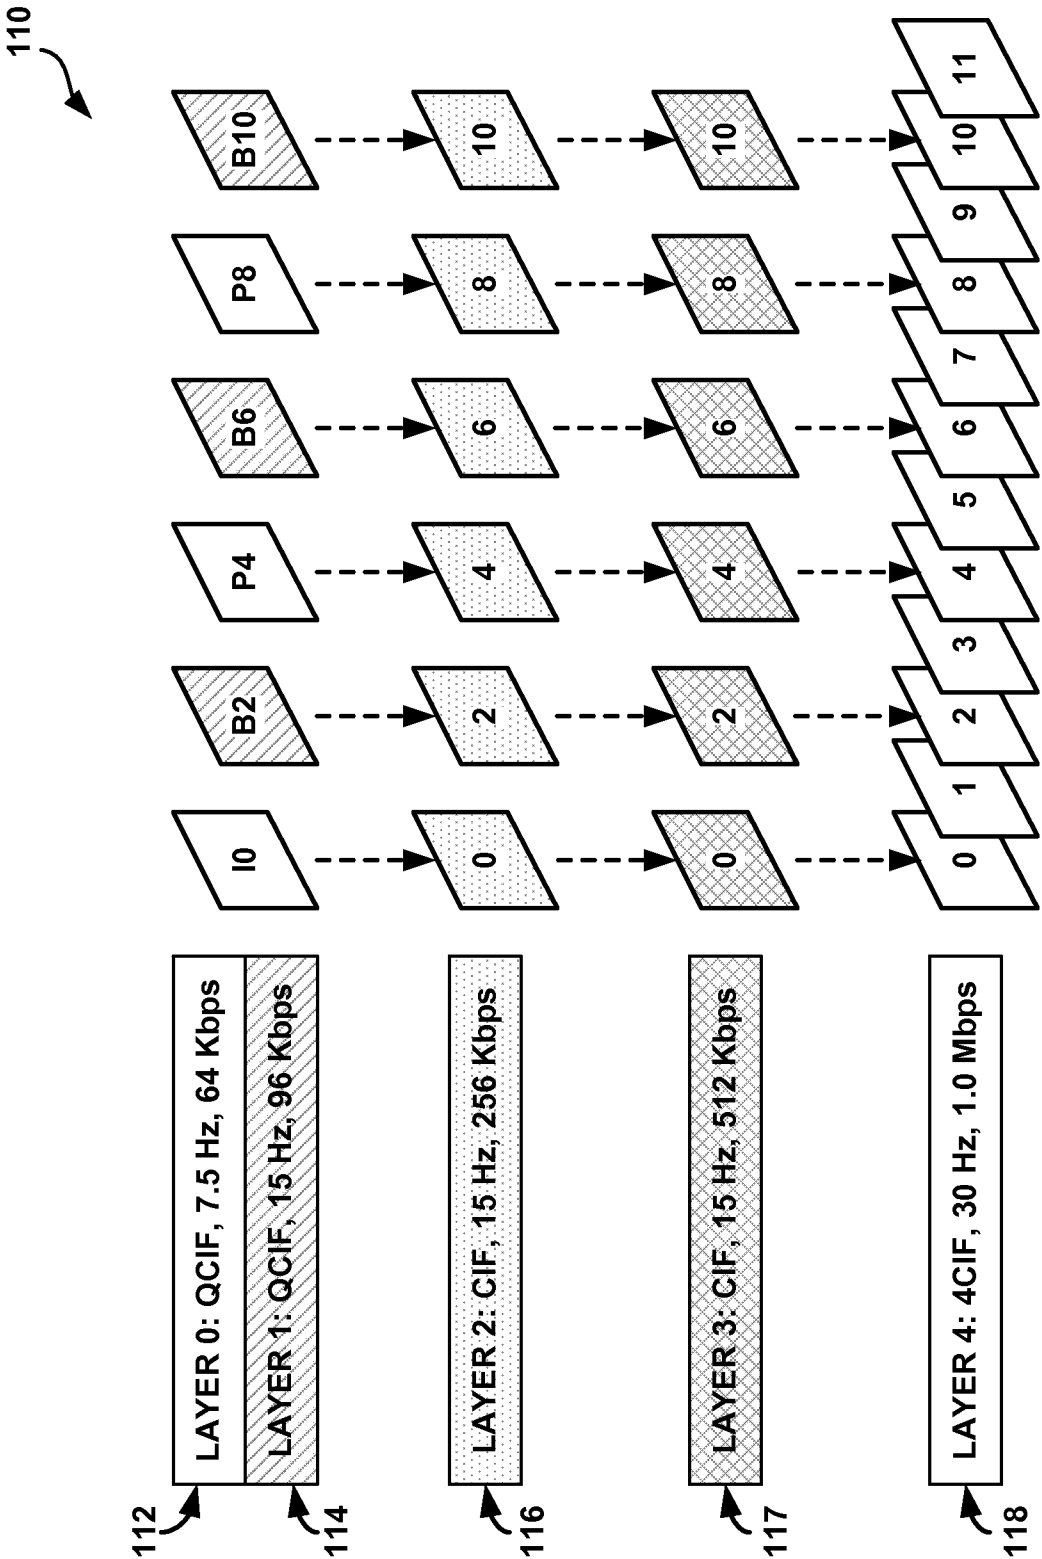 110
112
LAYER 0: QCIF, 7.5 Hz, 64 Kbps
I0
B2
P4
B6
P8
B10
114
LAYER 1: QCIF, 15 Hz, 96 Kbps
116
LAYER 2: CIF, 15 Hz, 256 Kbps
0
2
4
6
8
10
117
LAYER 3: CIF, 15 Hz, 512 Kbps
0
2
4
6
8
10
118
LAYER 4: 4CIF, 30 Hz, 1.0 Mbps
0
1
2
3
4
5
6
7
8
9
10
11